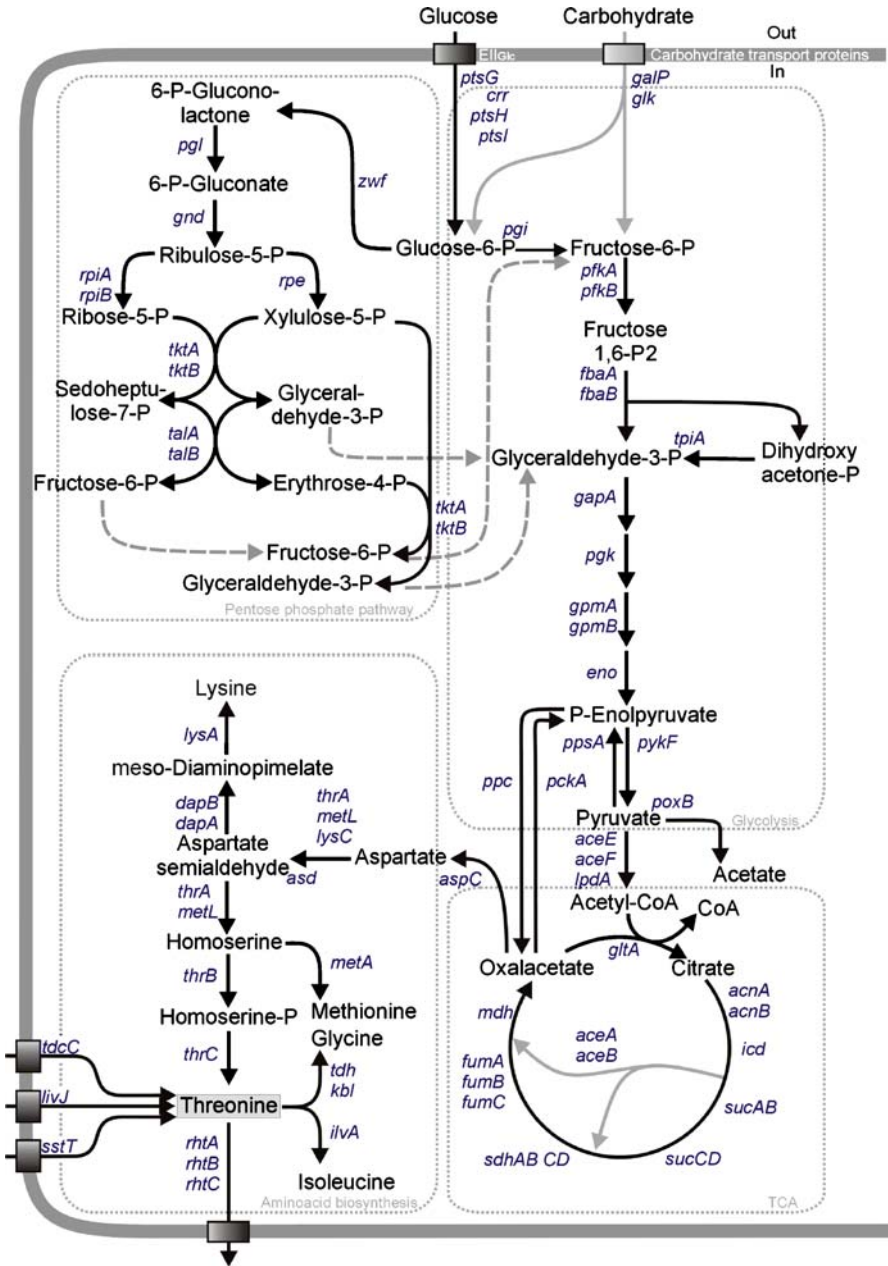 Glucose
Carbohydrate
Out
EIIGlc
Carbohydrate transport proteins
In
ptsG
crr
ptsH
ptsI
galP
glk
6-P-Glucono-
lactone
pgl
6-P-Gluconate
zwf
gnd
Ribulose-5-P
Glucose-6-P
pgi
Fructose-6-P
rpiA
rpiB
rpe
pfkA
pfkB
Ribose-5-P
Xylulose-5-P
Fructose
1,6-P2
tktA
tktB
fbaA
fbaB
Sedoheptu-
lose-7-P
Glyceral-
dehyde-3-P
talA
talB
Glyceraldehyde-3-P
tpiA
Dihydroxy
acetone-P
Fructose-6-P
Erythrose-4-P
tktA
tktB
gapA
Fructose-6-P
Glyceraldehyde-3-P
pgk
Pentose phosphate pathway
gpmA
gpmB
eno
Lysine
P-Enolpyruvate
lysA
ppsA
pykF
meso-Diaminopimelate
ppc
pckA
dapB
dapA
thrA
metL
lysC
poxB
Pyruvate
Glycolysis
Aspartate
semialdehyde
asd
Aspartate
aspC
aceE
aceF
lpdA
Acetate
thrA
metL
Acetyl-CoA
CoA
Homoserine
gltA
Oxalacetate
Citrate
thrB
metA
mdh
acnA
acnB
Homoserine-P
Methionine
Glycine
thrC
tdcC
tdh
kbl
aceA
aceB
icd
fumA
fumB
fumC
livJ
Threonine
sucAB
sstT
rhtA
rhtB
rhtC
ilvA
sdhAB CD
sucCD
Isoleucine
Aminoacid biosynthesis
TCA